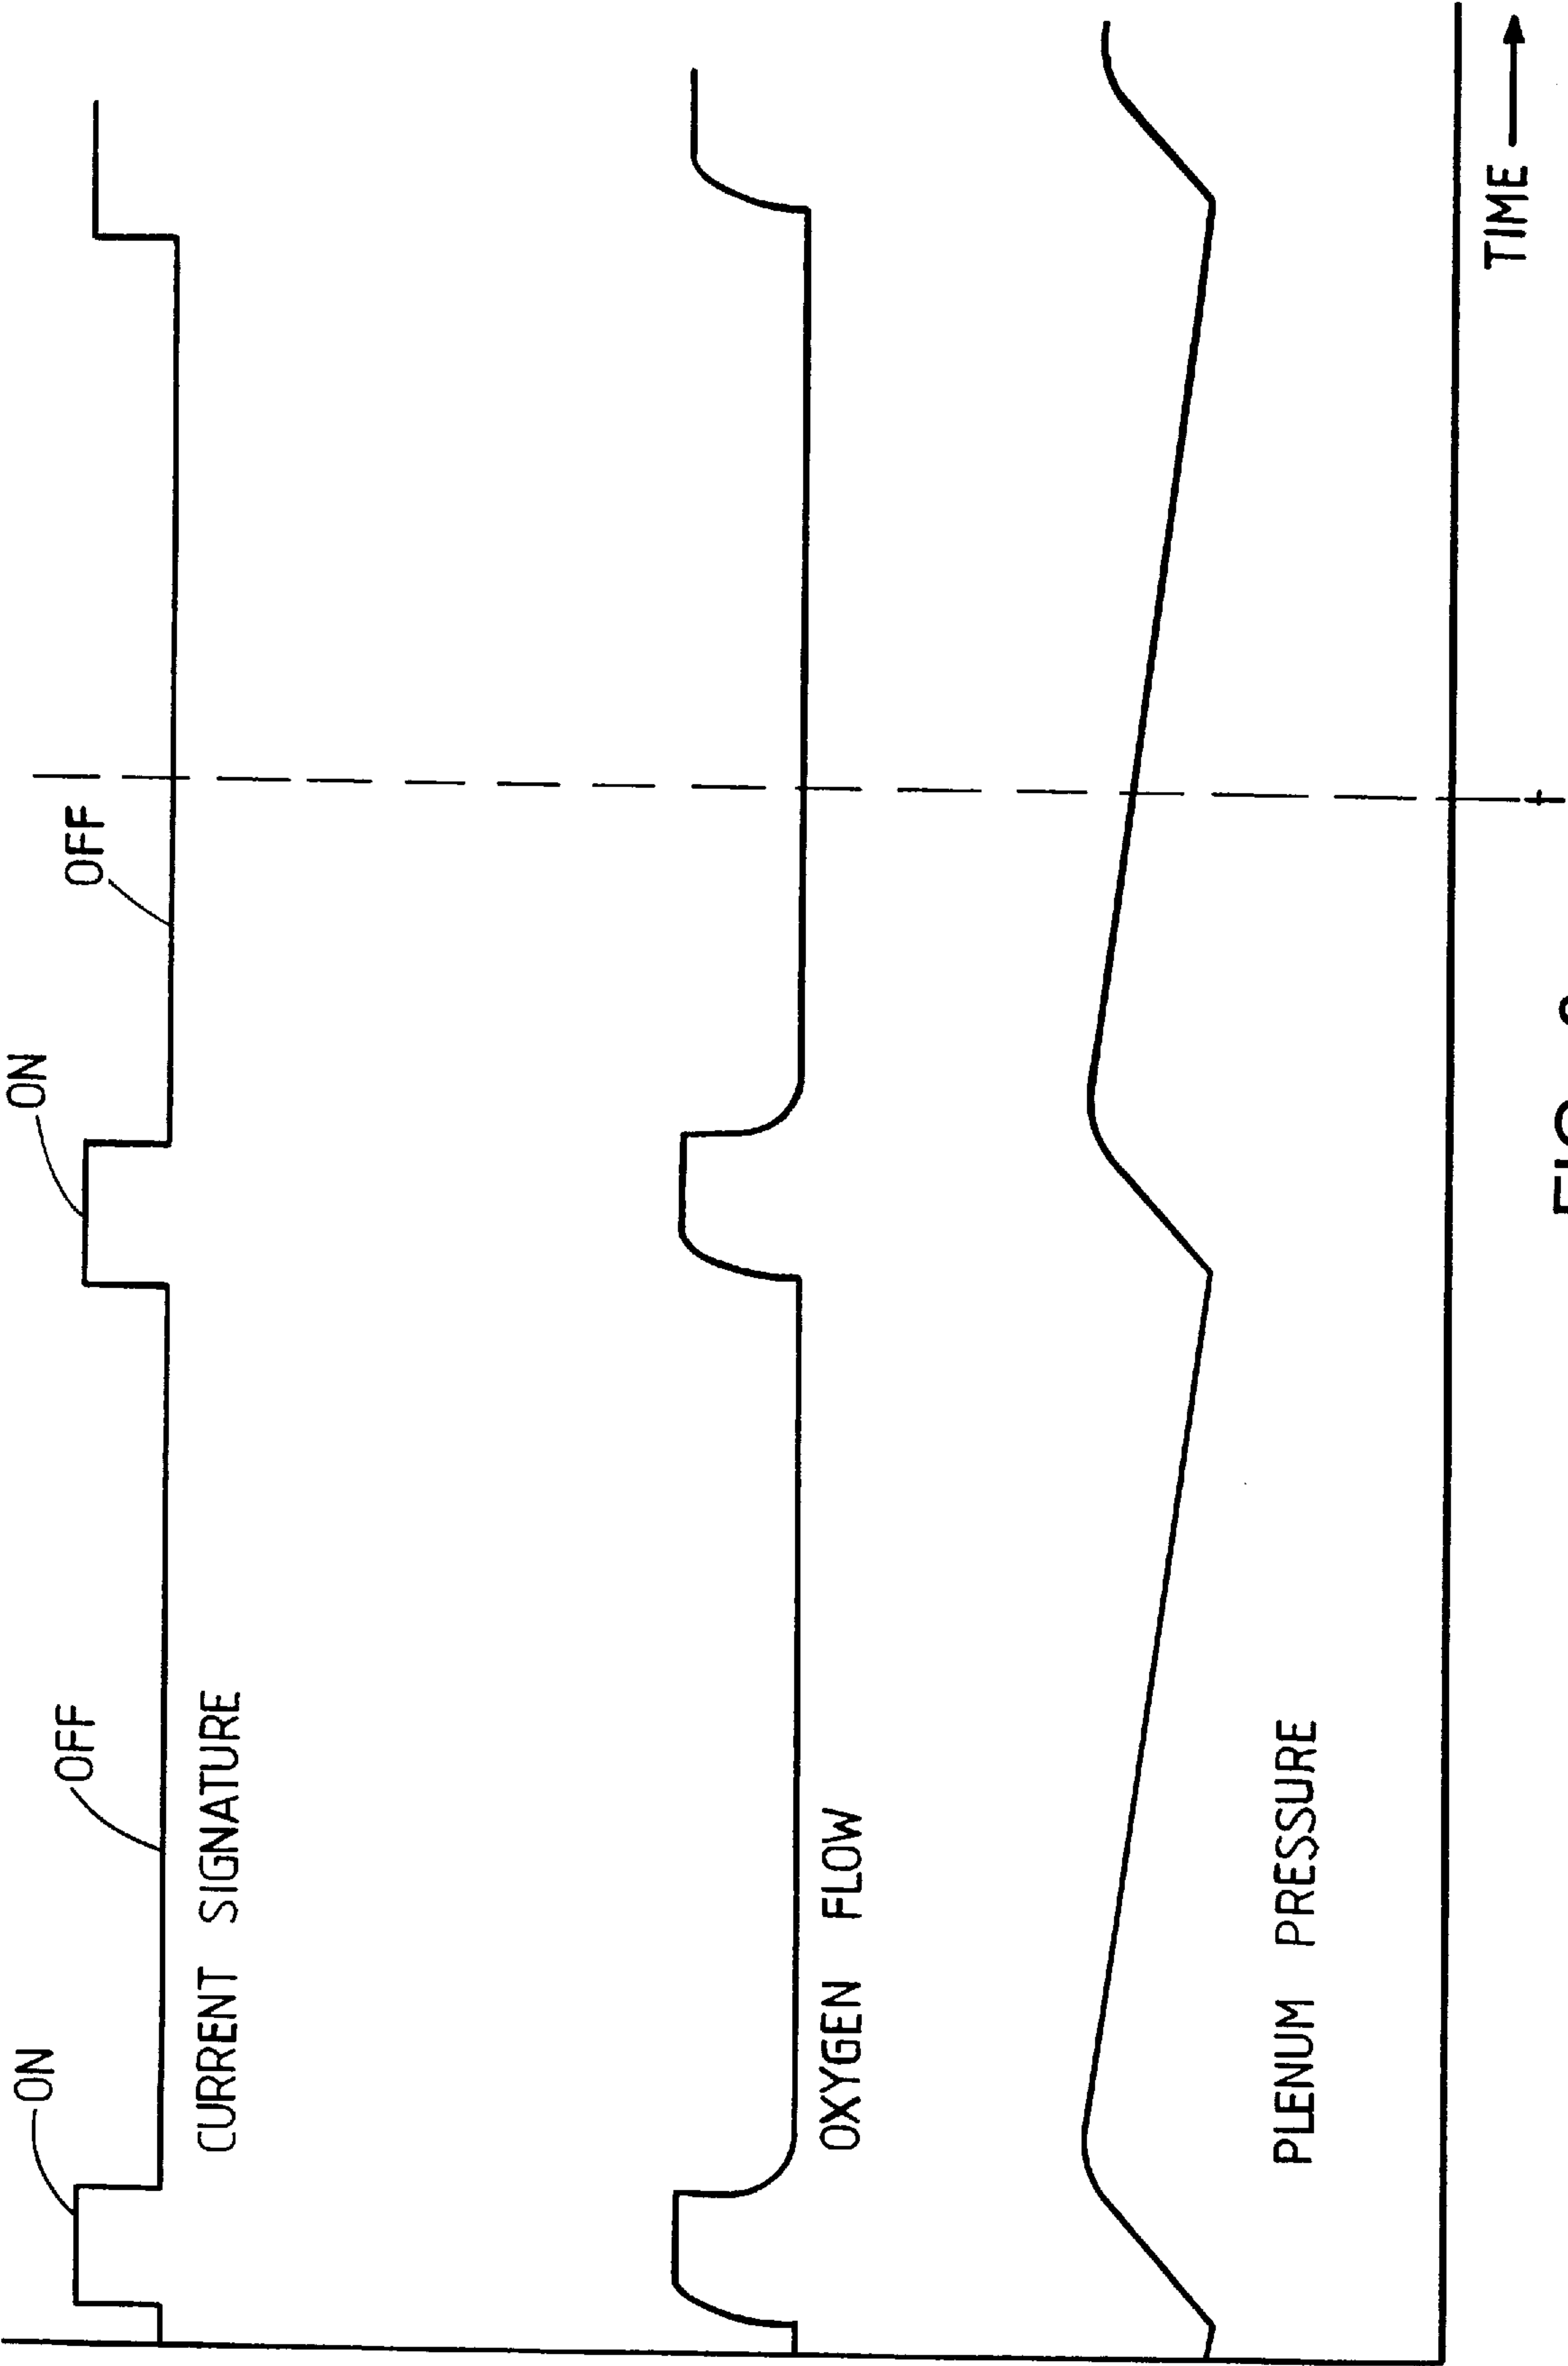 ON
OFF
ON
OFF
CURRENT SIGNATURE
OXYGEN FLOW
PLENUM PRESSURE
TIME
t